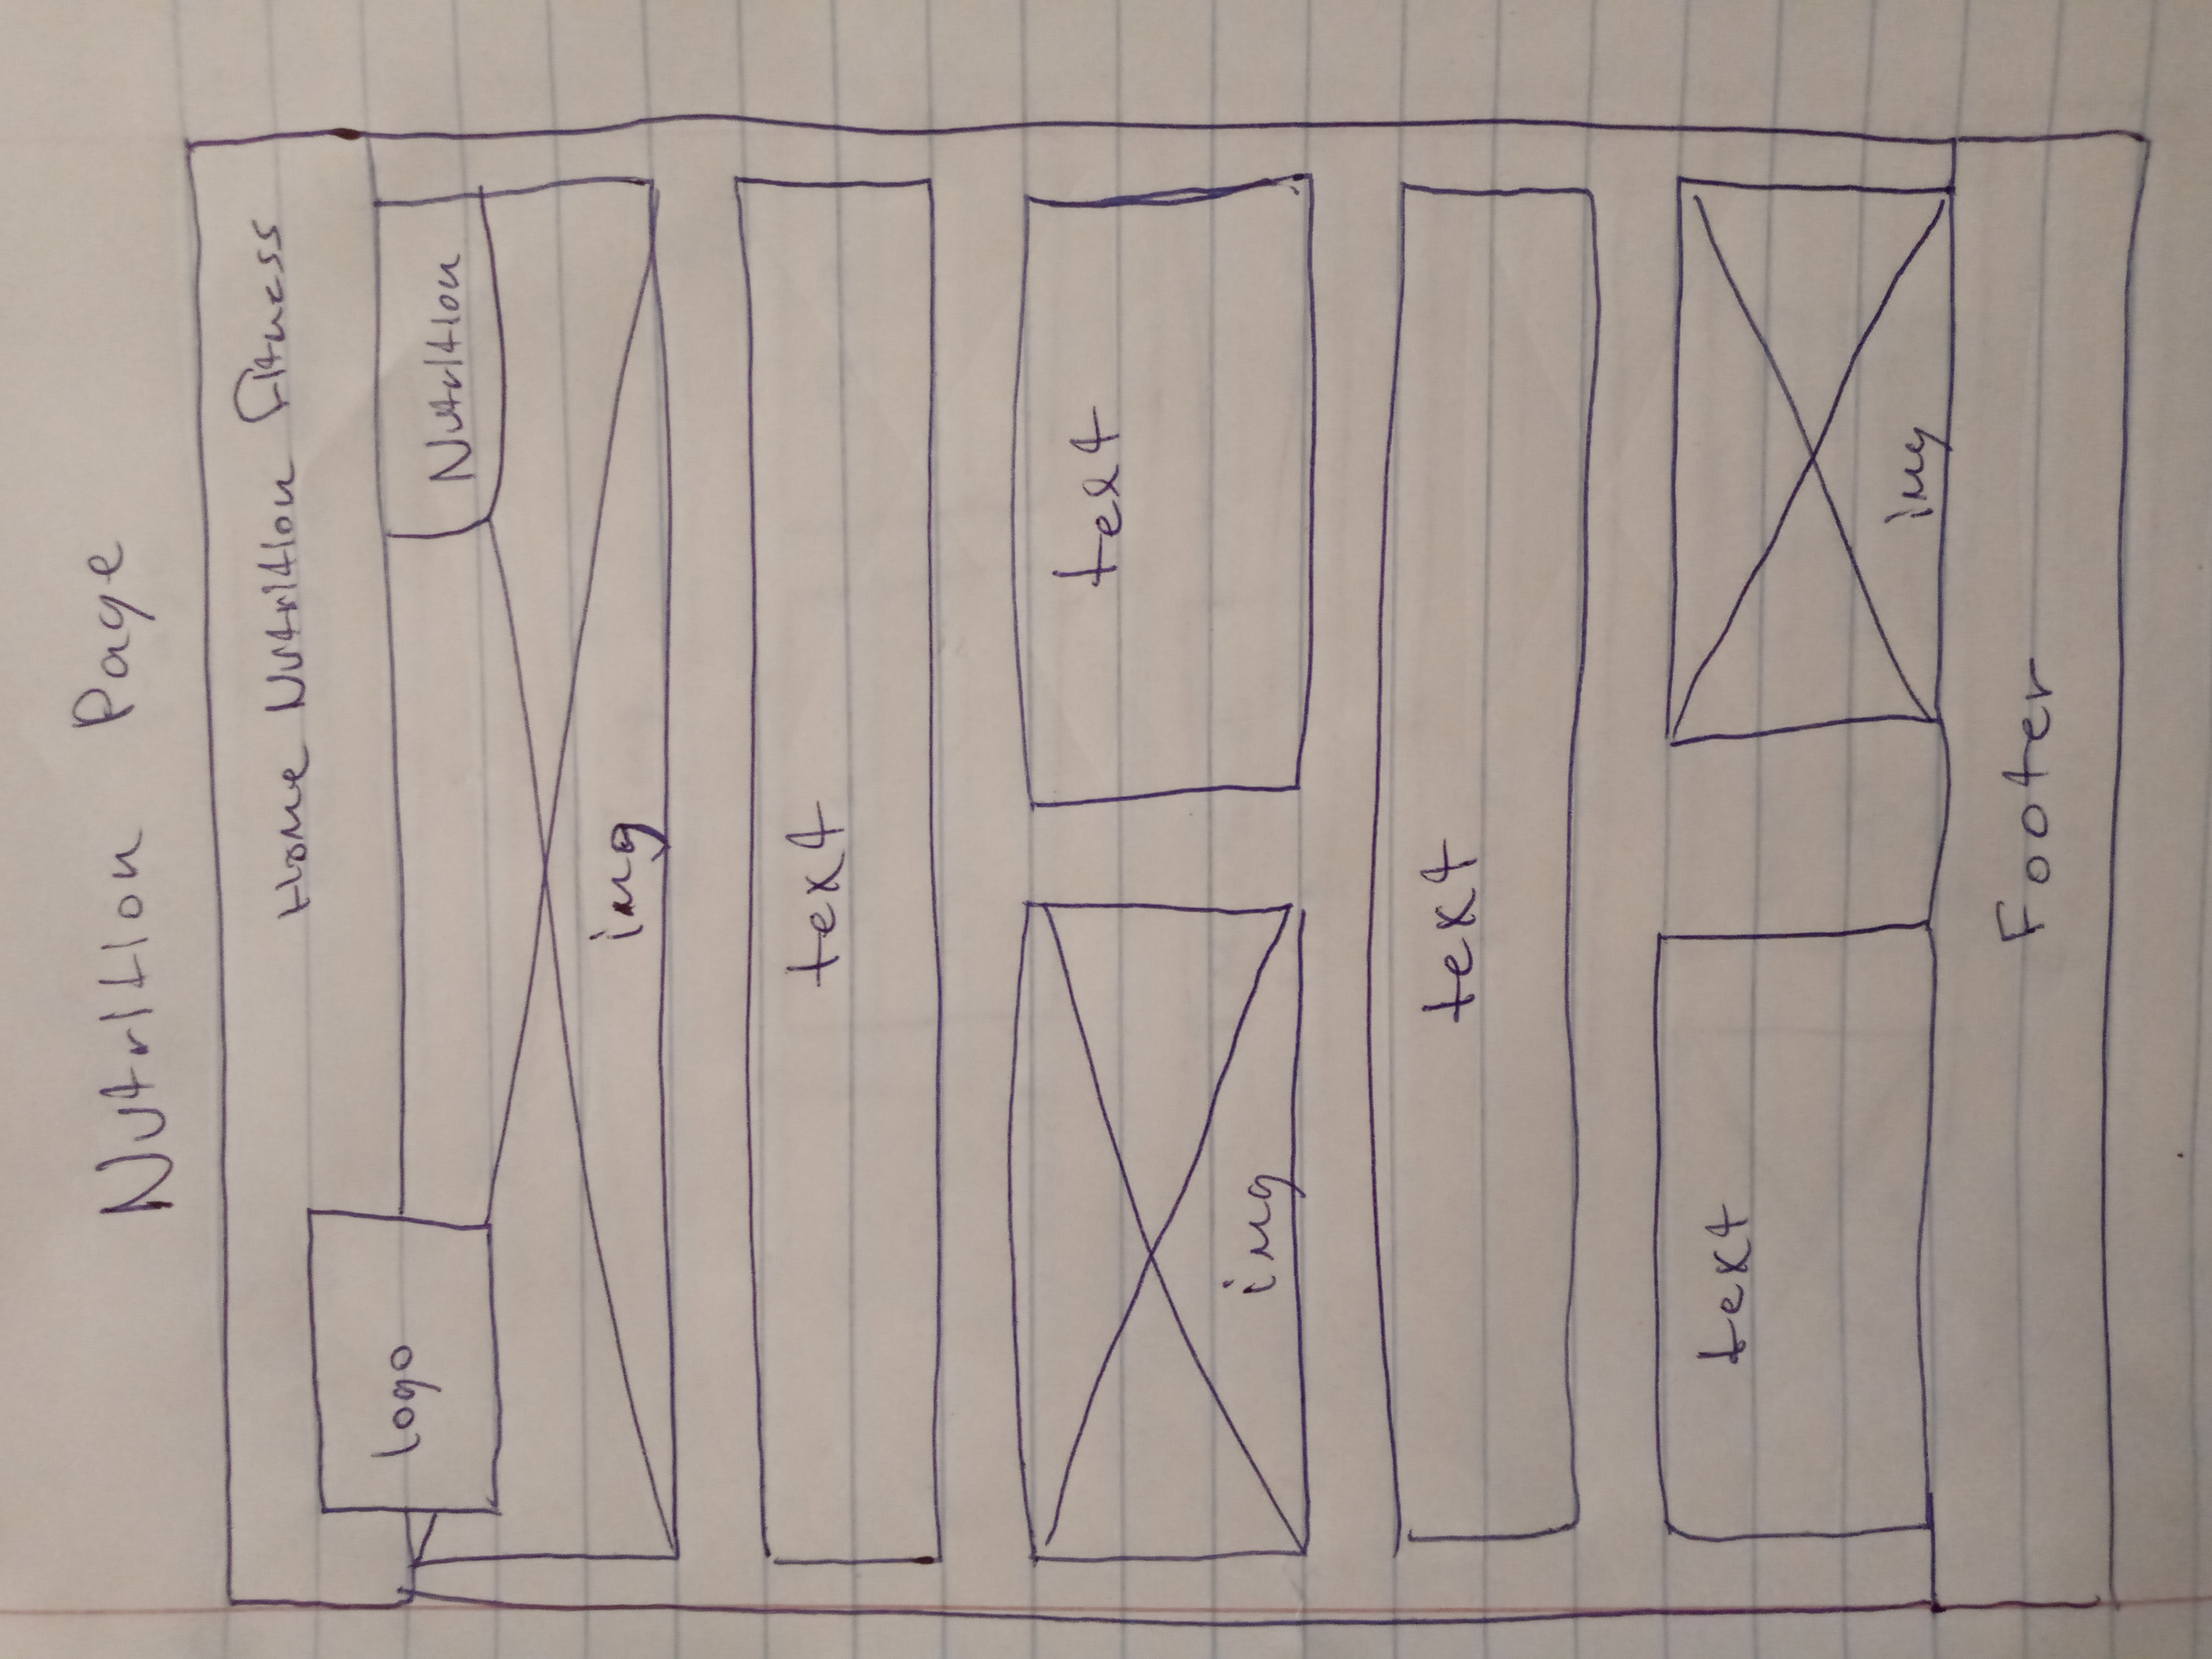 Nutrition Page
Home Nutrition Fitness
logo
Nutrition
img
text
text
img
text
text
img
Footer